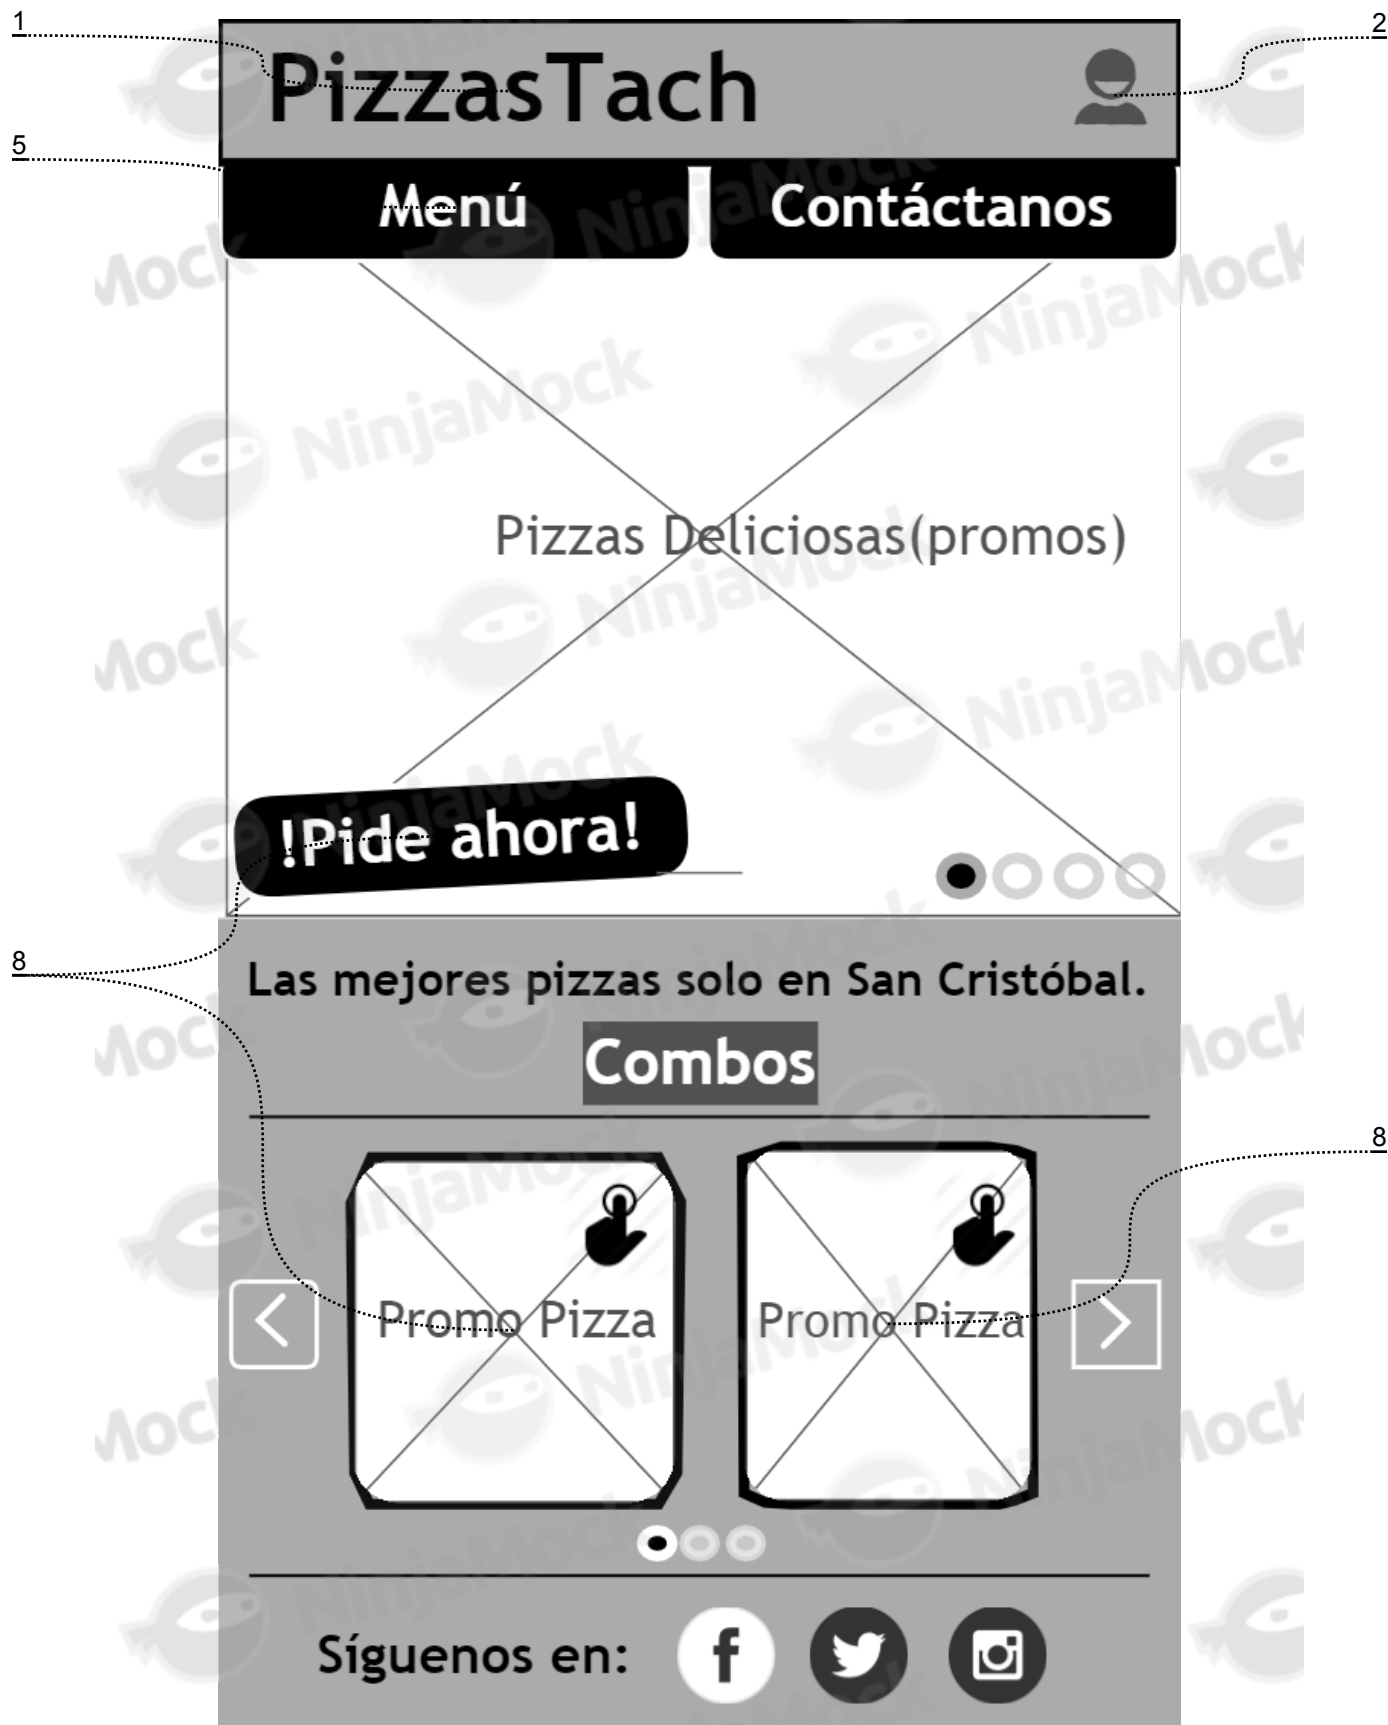 1
PizzasTach
2
5
Menú
Contáctanos
Pizzas Deliciosas(promos)
!Pide ahora!
8
Las mejores pizzas solo en San Cristóbal.
Combos
8
Promo Pizza
Promo Pizza
Síguenos en:
NinjaMock